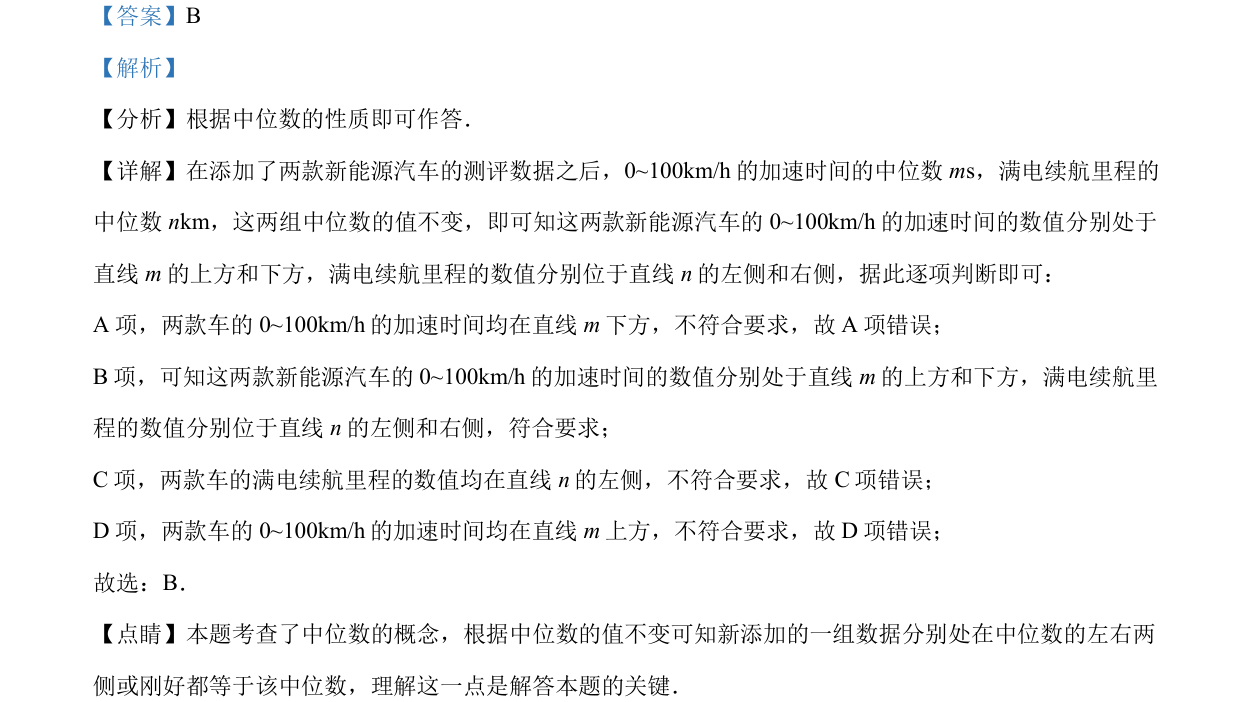 【答案】B
【解析】
【分析】根据中位数的性质即可作答．
【详解】在添加了两款新能源汽车的测评数据之后，0~100km/h 的加速时间的中位数 ms，满电续航里程的
中位数 nkm，这两组中位数的值不变，即可知这两款新能源汽车的 0~100km/h 的加速时间的数值分别处于
直线 m 的上方和下方，满电续航里程的数值分别位于直线 n 的左侧和右侧，据此逐项判断即可：
A 项，两款车的 0~100km/h 的加速时间均在直线 m 下方，不符合要求，故 A 项错误；
B 项，可知这两款新能源汽车的 0~100km/h 的加速时间的数值分别处于直线 m 的上方和下方，满电续航里
程的数值分别位于直线 n 的左侧和右侧，符合要求；
C 项，两款车的满电续航里程的数值均在直线 n 的左侧，不符合要求，故 C 项错误；
D 项，两款车的 0~100km/h 的加速时间均在直线 m 上方，不符合要求，故 D 项错误；
故选：B．
【点睛】本题考查了中位数的概念，根据中位数的值不变可知新添加的一组数据分别处在中位数的左右两
侧或刚好都等于该中位数，理解这一点是解答本题的关键．